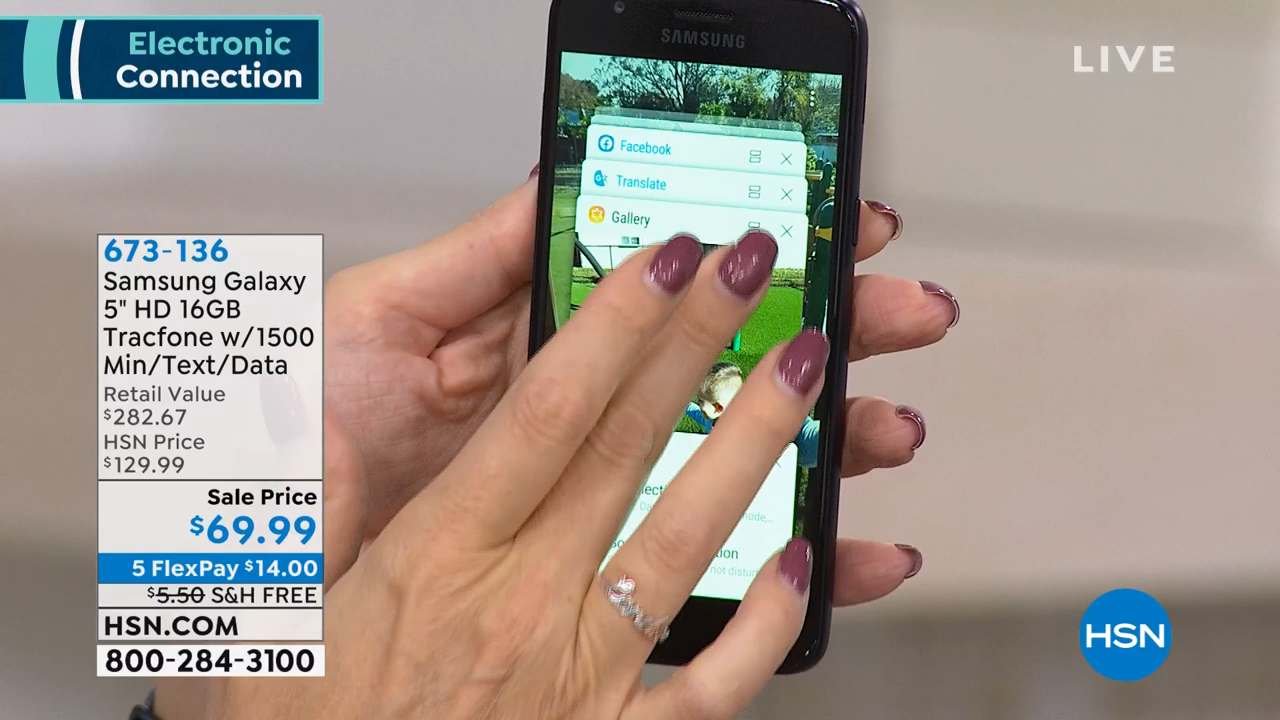 Electronic
Connection
LIVE
SAMSUNG
Facebook
Translate
Gallery
673-136
Samsung Galaxy
5" HD 16GB
Tracfone w/1500
Min/Text/Data
Retail Value
$282.67
HSN Price
$129.99
Sale Price
$69.99
5 FlexPay $14.00
$5.50 S&H FREE
HSN.COM
800-284-3100
HSN